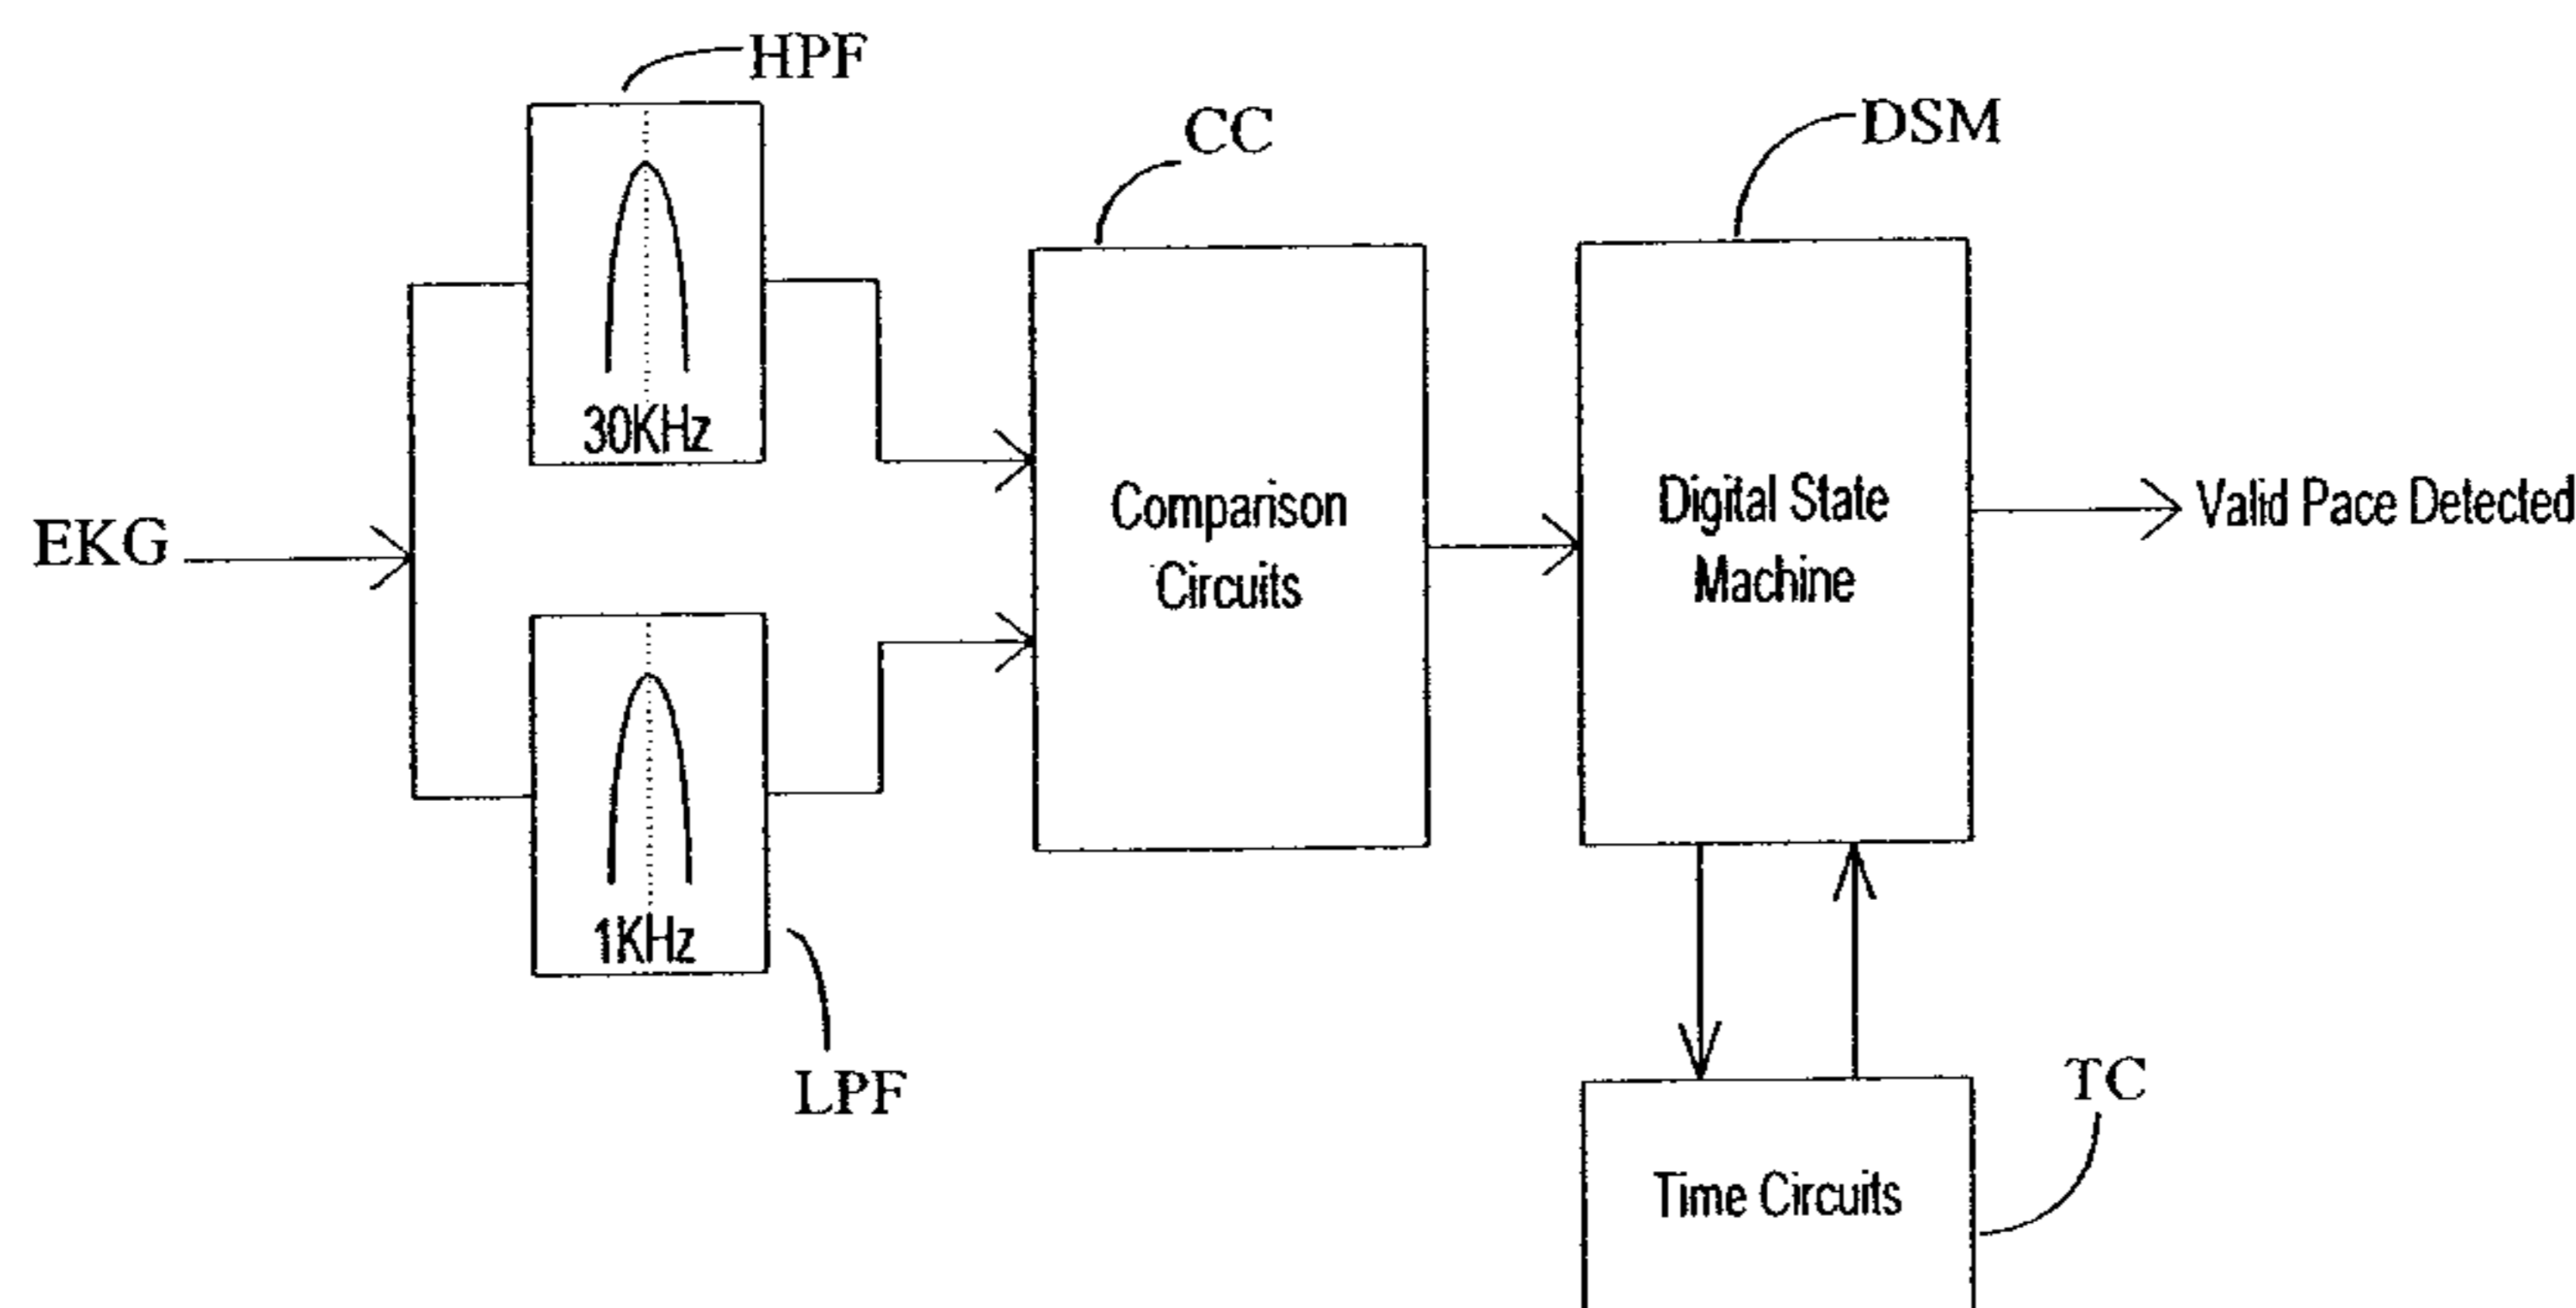 HPF
CC
DSM
30KHz
EKG
Comparison
Circuits
Digital State
Machine
Valid Pace Detected
1KHz
LPF
TC
Time Circuits